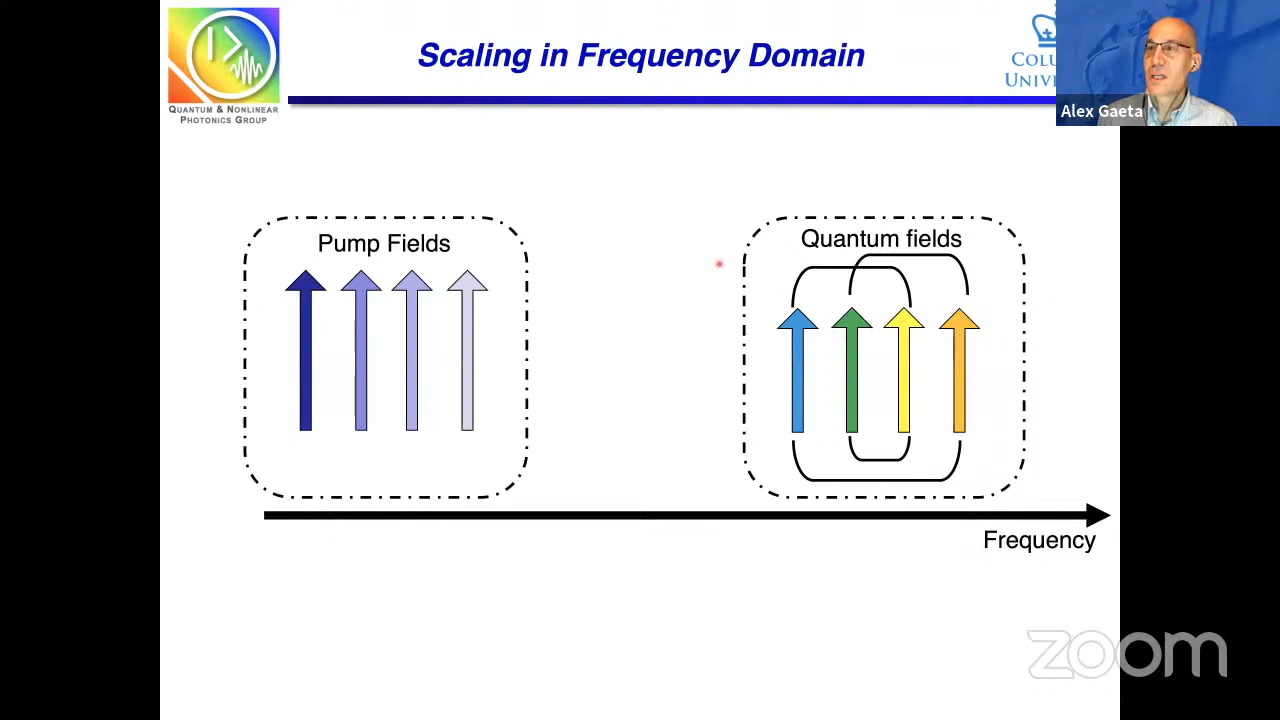 Scaling in Frequency Domain
QUANTUM & NONLINEAR
PHOTONICS GROUP
Alex Gaeta
Pump Fields
Quantum fields
Frequency
zoom